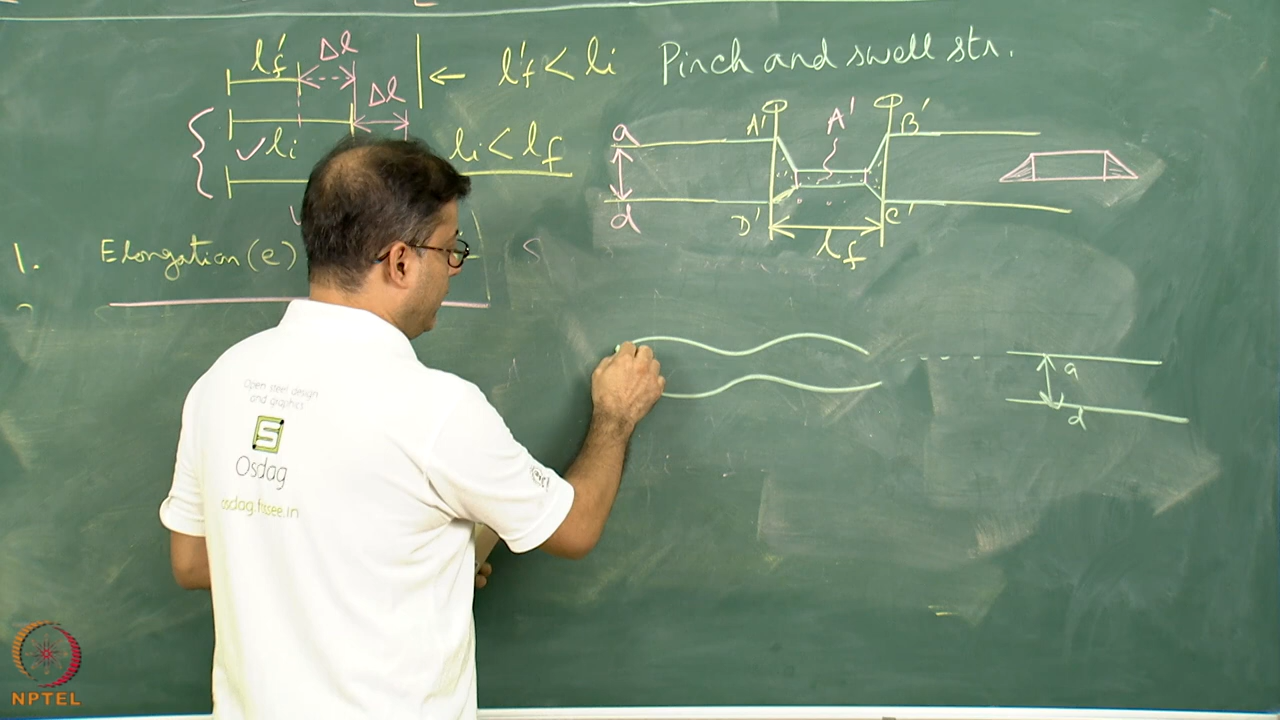 l'f Δl
Δl
← l'f < li
Pinch and swell str.
✓li
li < lf
1. Elongation (e)
a
d
A' A' B'
D' C'
lf
a
d
Open steel design
and graphics
Osdag
osdag.fossee.in
NPTEL